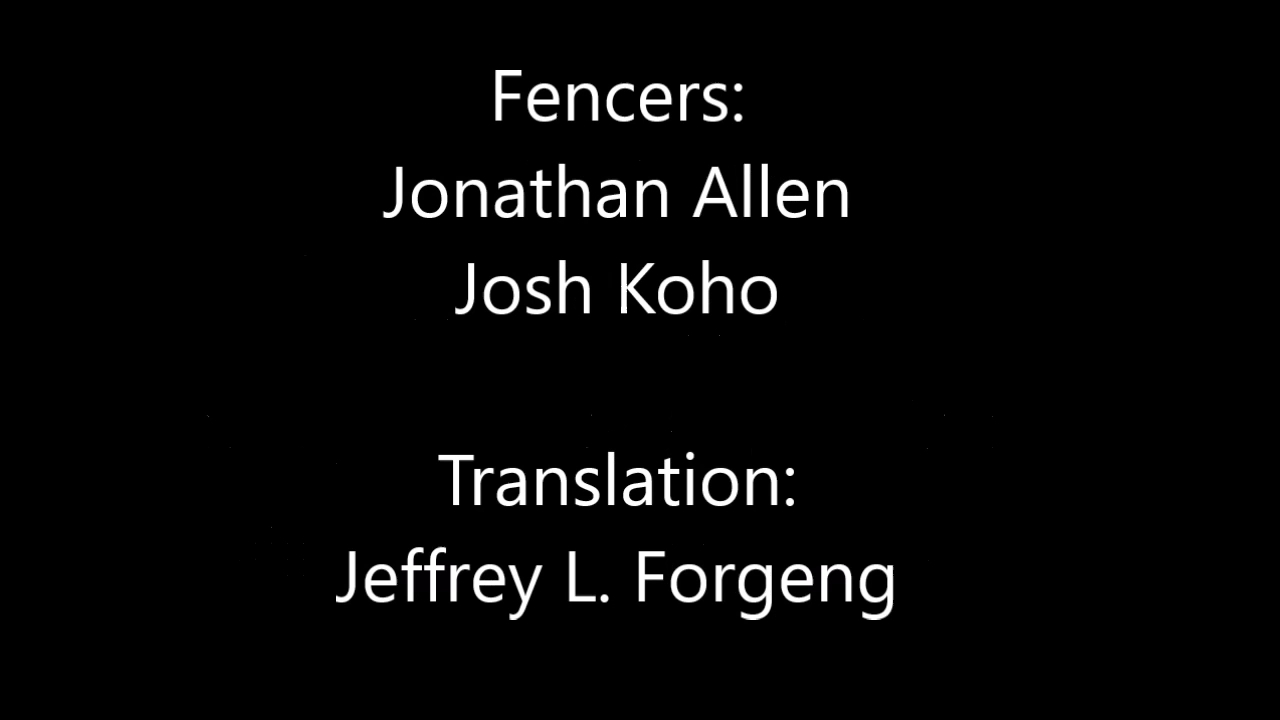 Fencers:
Jonathan Allen
Josh Koho
Translation:
Jeffrey L. Forgeng